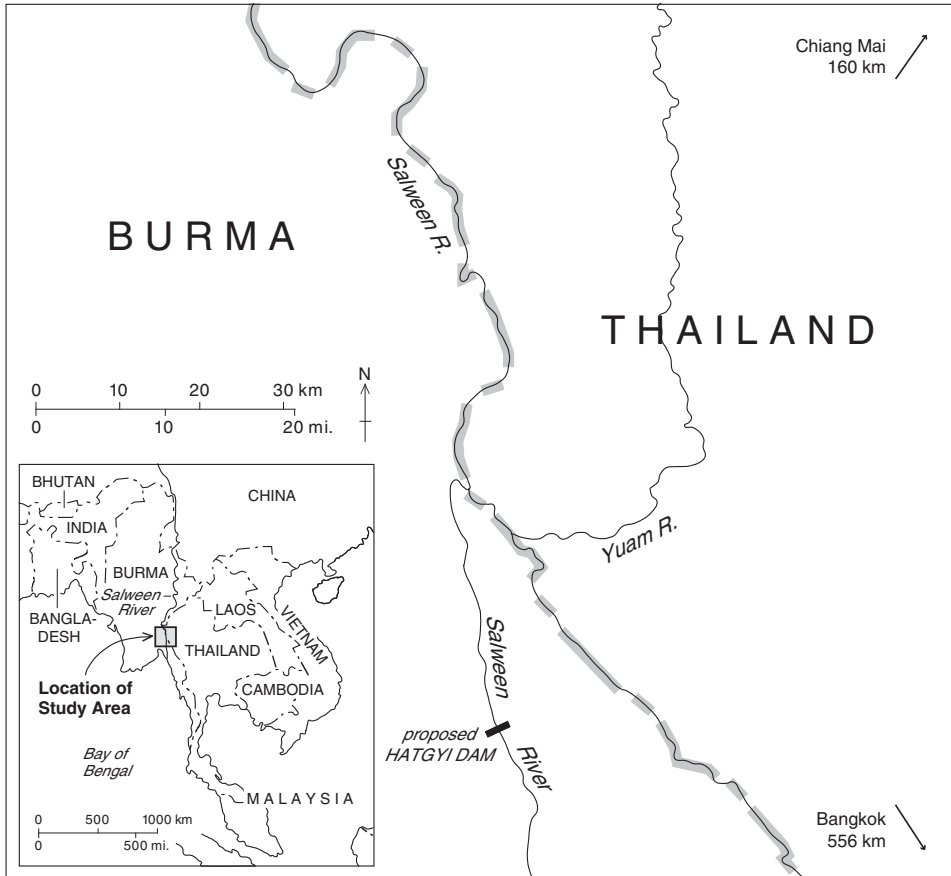 Chiang Mai
160 km
Salween R.
BURMA
THAILAND
N
0 10 20 30 km
0 10 20 mi.
Yuam R.
BHUTAN
CHINA
INDIA
BURMA
Salween
River
LAOS
BANGLA-
DESH
VIETNAM
THAILAND
CAMBODIA
Location of
Study Area
Bay of
Bengal
MALAYSIA
0 500 1000 km
0 500 mi.
Salween
River
proposed
HATGYI DAM
Bangkok
556 km